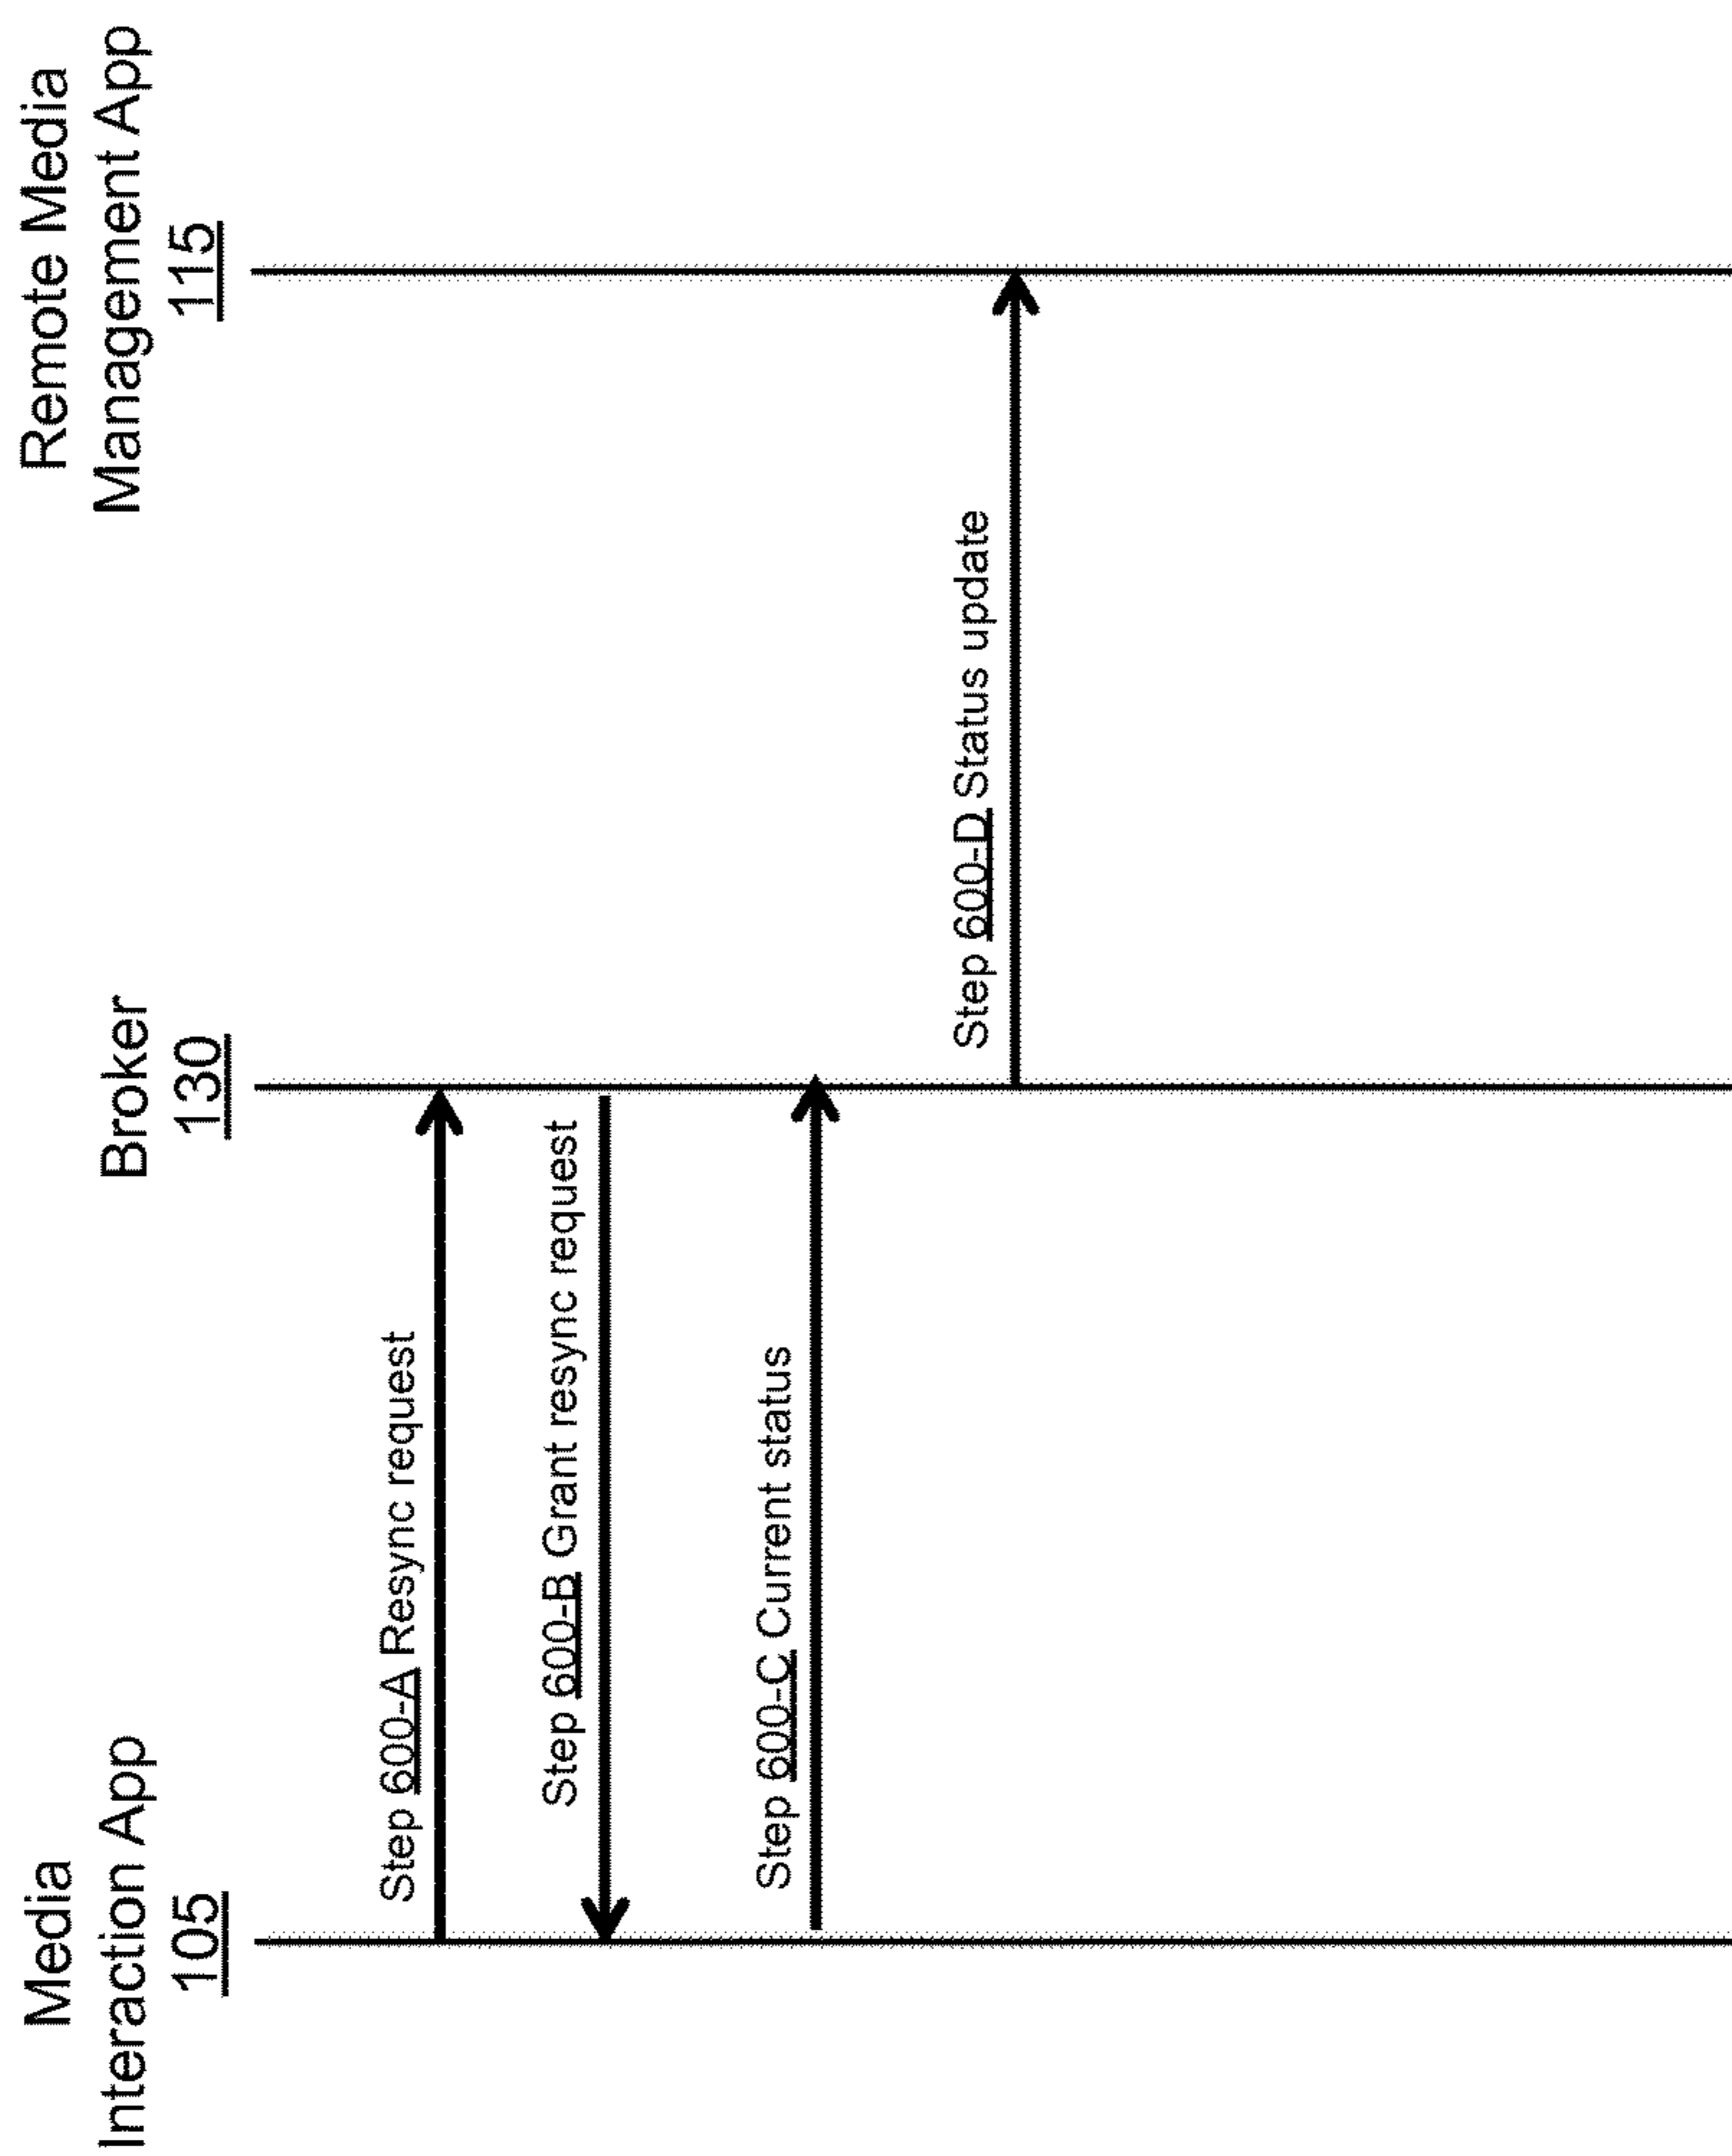 Media
Interaction App
105
Broker
130
Remote Media
Management App
115
Step 600-A Resync request
Step 600-B Grant resync request
Step 600-C Current status
Step 600-D Status update